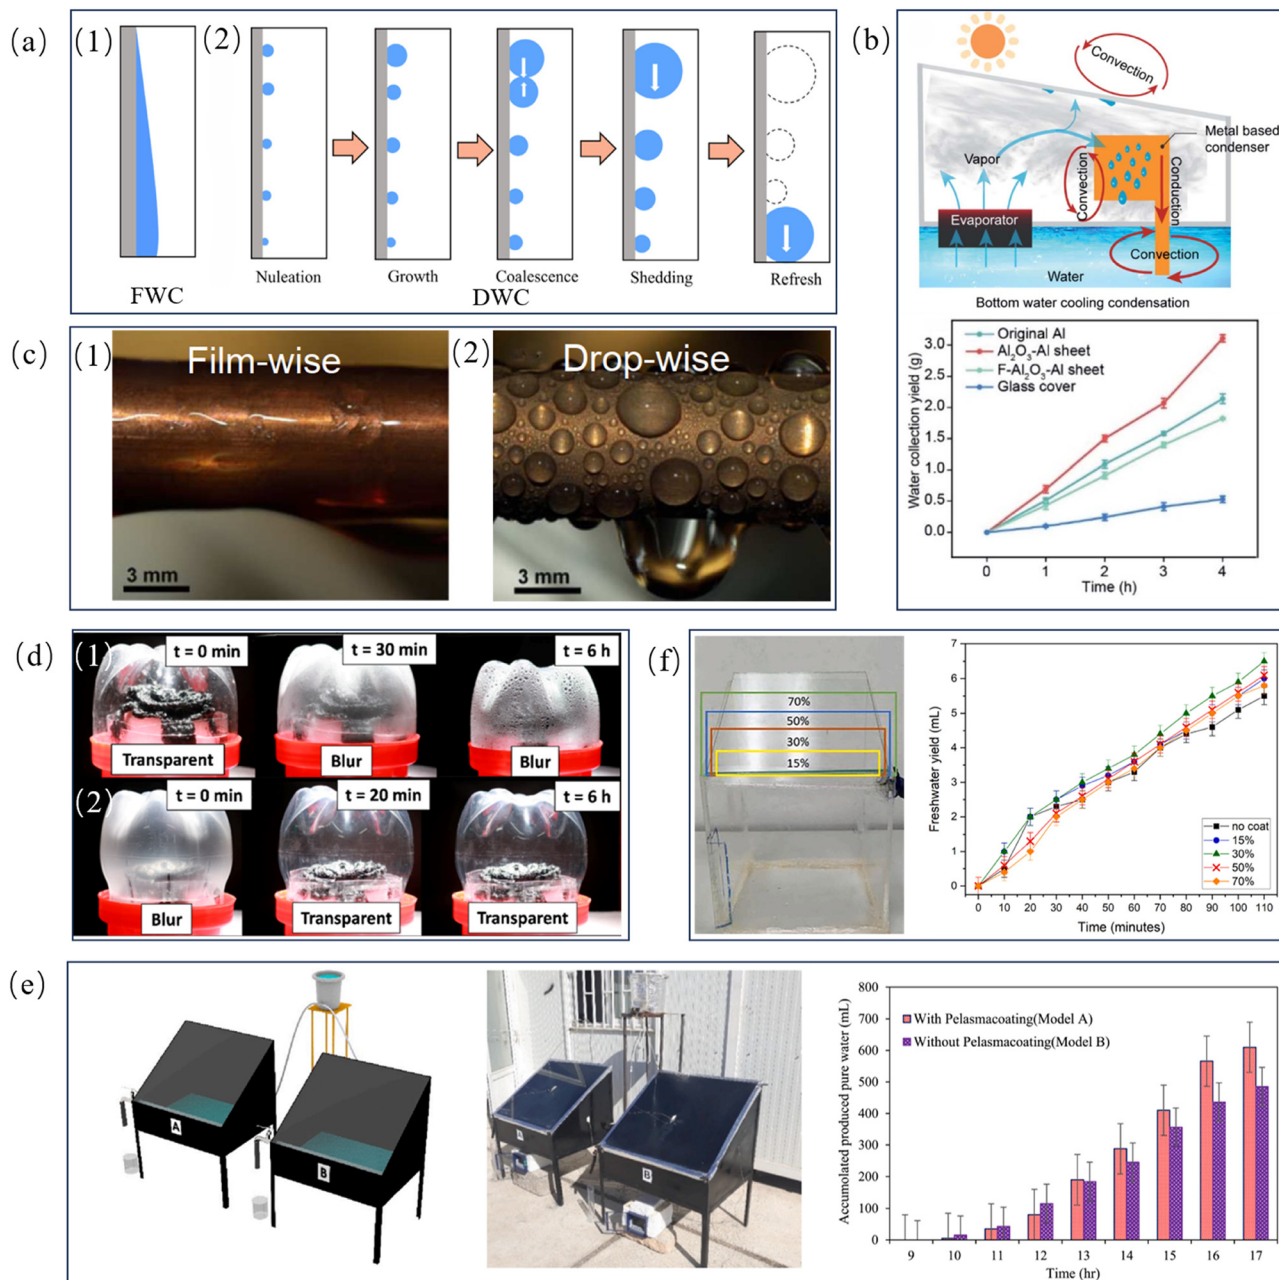 (a)
(1)
(2)
Nuleation
Growth
Coalescence
Shedding
Refresh
FWC
DWC
(b)
Convection
Metal based
condenser
Vapor
Convection
Conduction
Evaporator
Convection
Water
Bottom water cooling condensation
Original Al
Al₂O₃-Al sheet
F-Al₂O₃-Al sheet
Glass cover
Water collection yield (g)
3.0
2.5
2.0
1.5
1.0
0.5
0.0
0 1 2 3 4
Time (h)
(c)
(1)
Film-wise
3 mm
(2)
Drop-wise
3 mm
(d)
(1)
t = 0 min
t = 30 min
t = 6 h
Transparent
Blur
Blur
(2)
t = 0 min
t = 20 min
t = 6 h
Blur
Transparent
Transparent
(f)
70%
50%
30%
15%
Freshwater yield (mL)
7
6
5
4
3
2
1
0
no coat
15%
30%
50%
70%
0 10 20 30 40 50 60 70 80 90 100 110
Time (minutes)
(e)
A
B
A
B
Accumulated produced pure water (mL)
800
700
600
500
400
300
200
100
0
With Pelasmacoating(Model A)
Without Pelasmacoating(Model B)
9 10 11 12 13 14 15 16 17
Time (hr)